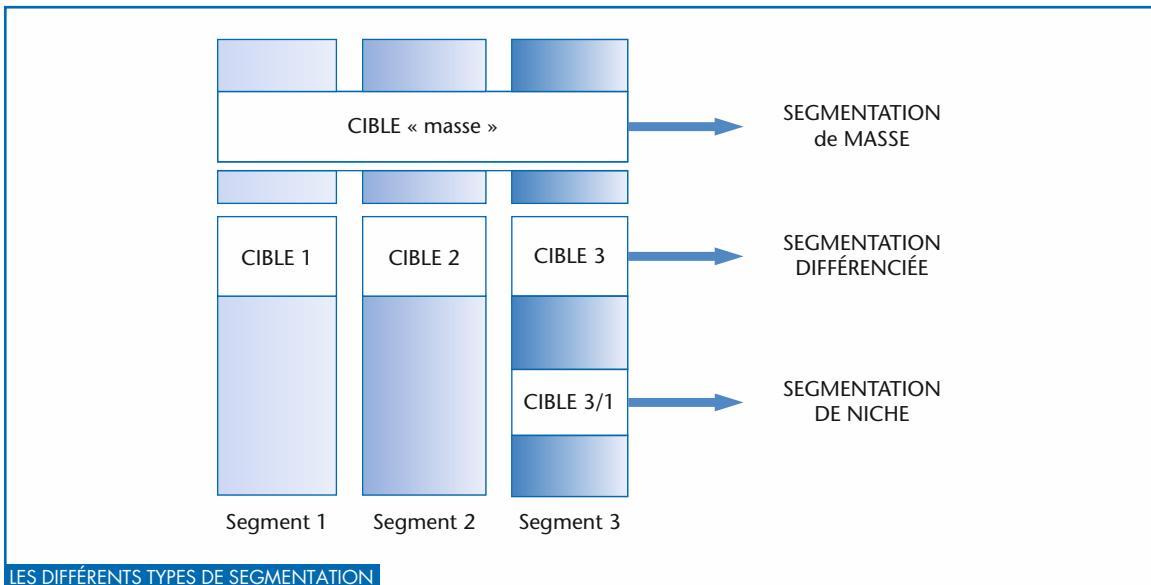 CIBLE « masse »
SEGMENTATION
de MASSE
CIBLE 1
CIBLE 2
CIBLE 3
SEGMENTATION
DIFFÉRENCIÉE
CIBLE 3/1
SEGMENTATION
DE NICHE
Segment 1
Segment 2
Segment 3
LES DIFFÉRENTS TYPES DE SEGMENTATION